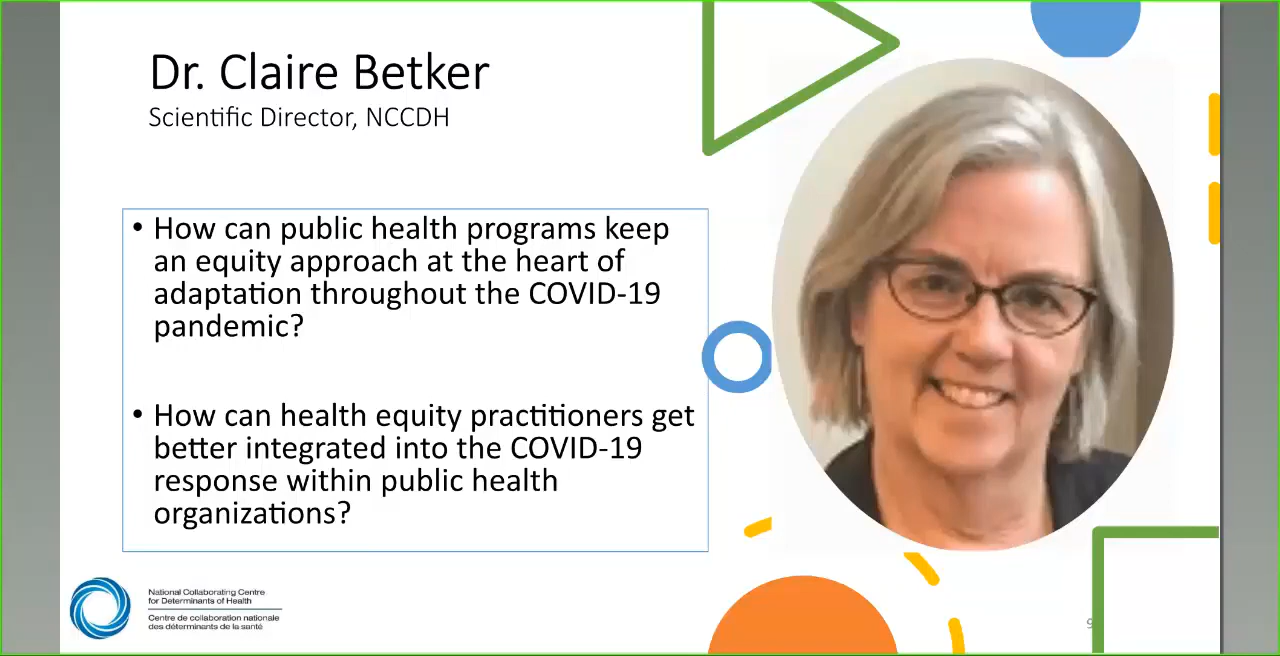 Dr. Claire Betker
Scientific Director, NCCDH
• How can public health programs keep
an equity approach at the heart of
adaptation throughout the COVID-19
pandemic?
• How can health equity practitioners get
better integrated into the COVID-19
response within public health
organizations?
National Collaborating Centre
for Determinants of Health
Centre de collaboration nationale
des déterminants de la santé
9